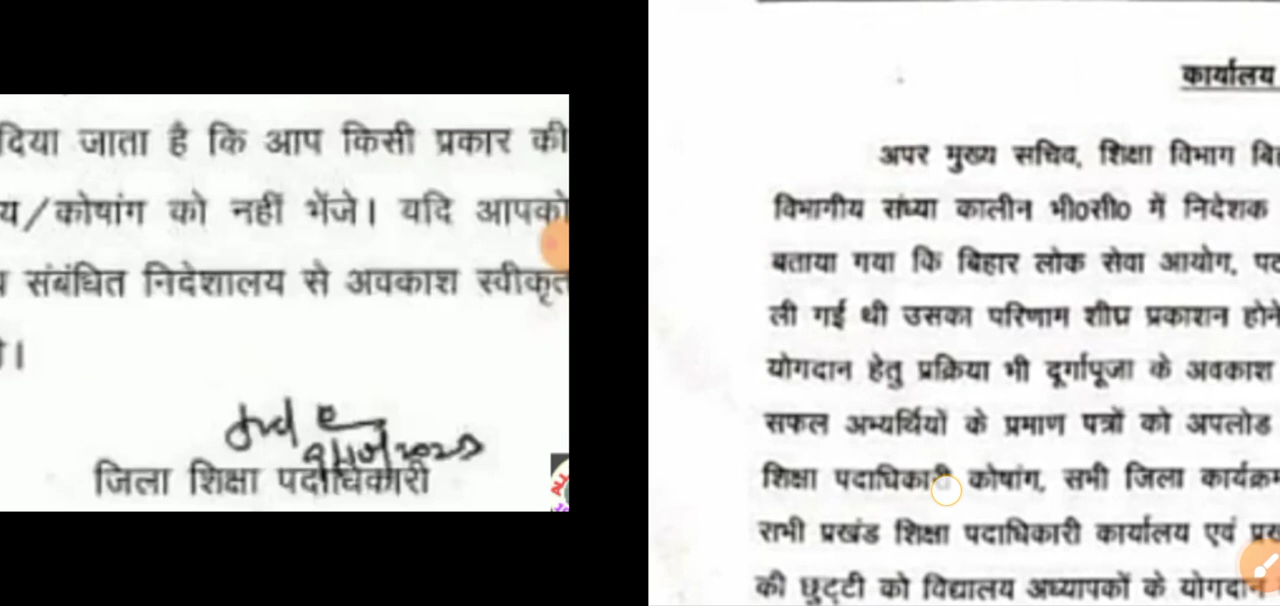 दिया जाता है कि आप किसी प्रकार की
य/कोषांग को नहीं भेंजे। यदि आपको
संबंधित निदेशालय से अवकाश स्वीकृत
जिला शिक्षा पदाधिकारी
कार्यालय
अपर मुख्य सचिव, शिक्षा विभाग
विभागीय संध्या कालीन भी0सी0 में निदेशक
बताया गया कि बिहार लोक सेवा आयोग,
ली गई थी उसका परिणाम शीघ्र प्रकाशन होने
योगदान हेतु प्रक्रिया भी दूर्गापूजा के अवकाश
सफल अभ्यर्थियों के प्रमाण पत्रों को अपलोड
शिक्षा पदाधिकारी कोषांग, सभी जिला कार्यक्रम
सभी प्रखंड शिक्षा पदाधिकारी कार्यालय एवं
की छुट्टी को विद्यालय अध्यापकों के योगदान